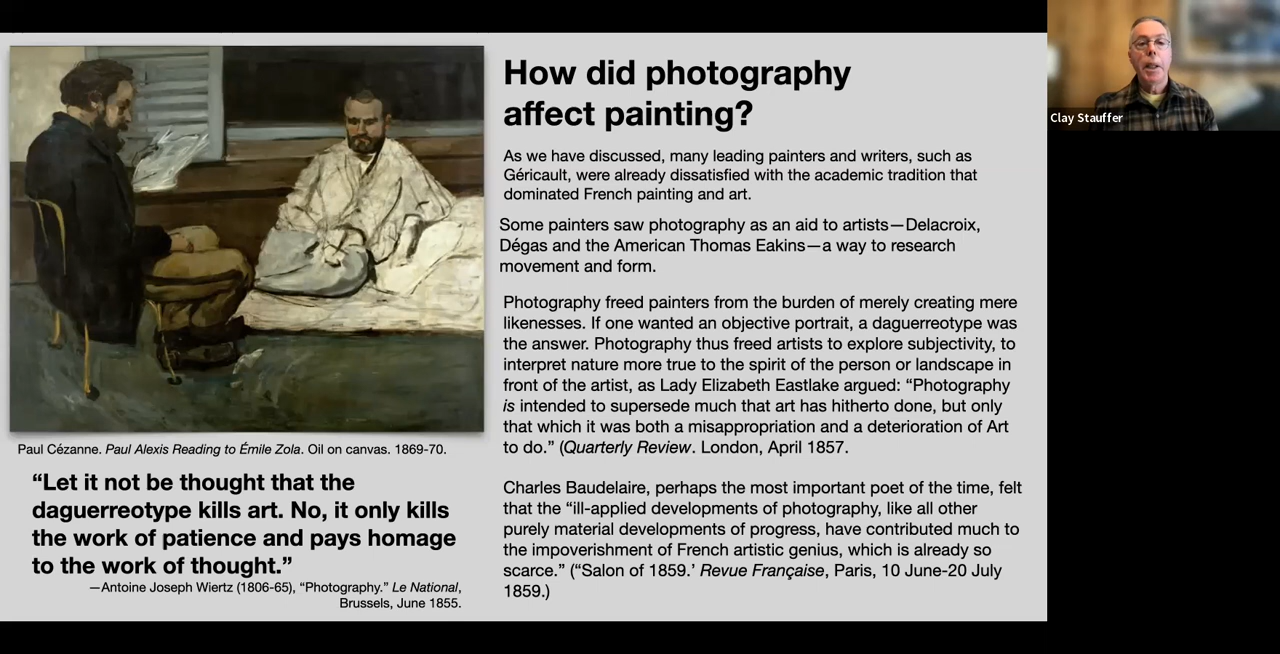 How did photography
affect painting?
As we have discussed, many leading painters and writers, such as
Géricault, were already dissatisfied with the academic tradition that
dominated French painting and art.
Some painters saw photography as an aid to artists—Delacroix,
Dégas and the American Thomas Eakins—a way to research
movement and form.
Photography freed painters from the burden of merely creating mere
likenesses. If one wanted an objective portrait, a daguerreotype was
the answer. Photography thus freed artists to explore subjectivity, to
interpret nature more true to the spirit of the person or landscape in
front of the artist, as Lady Elizabeth Eastlake argued: “Photography
is intended to supersede much that art has hitherto done, but only
that which it was both a misappropriation and a deterioration of Art
to do.” (Quarterly Review. London, April 1857.
Charles Baudelaire, perhaps the most important poet of the time, felt
that the “ill-applied developments of photography, like all other
purely material developments of progress, have contributed much to
the impoverishment of French artistic genius, which is already so
scarce.” (“Salon of 1859.’ Revue Française, Paris, 10 June-20 July
1859.)
Paul Cézanne. Paul Alexis Reading to Émile Zola. Oil on canvas. 1869-70.
“Let it not be thought that the
daguerreotype kills art. No, it only kills
the work of patience and pays homage
to the work of thought.”
—Antoine Joseph Wiertz (1806-65), “Photography.” Le National,
Brussels, June 1855.
Clay Stauffer